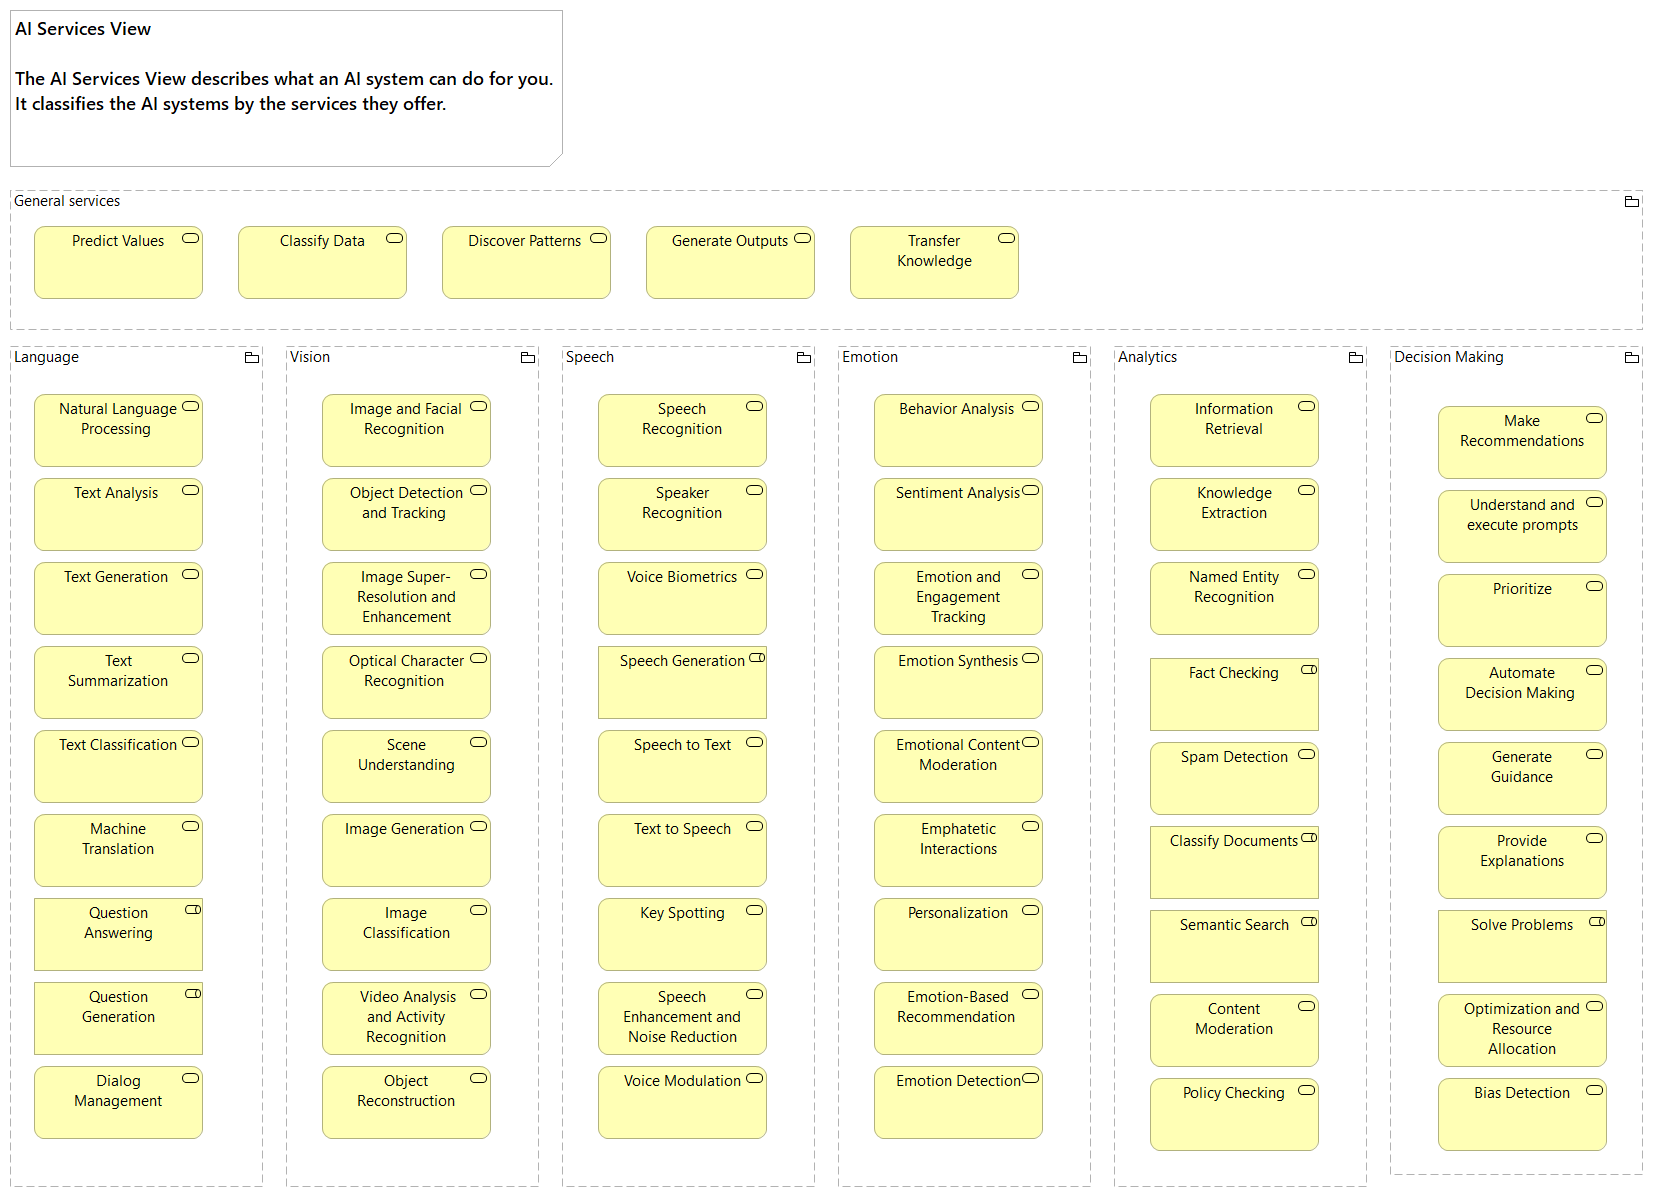 AI Services View
The AI Services View describes what an AI system can do for you.
It classifies the AI systems by the services they offer.
General services
Predict Values
Classify Data
Discover Patterns
Generate Outputs
Transfer
Knowledge
Language
Natural Language
Processing
Text Analysis
Text Generation
Text
Summarization
Text Classification
Machine
Translation
Question
Answering
Question
Generation
Dialog
Management
Vision
Image and Facial
Recognition
Object Detection
and Tracking
Image Super-
Resolution and
Enhancement
Optical Character
Recognition
Scene
Understanding
Image Generation
Image
Classification
Video Analysis
and Activity
Recognition
Object
Reconstruction
Speech
Speech
Recognition
Speaker
Recognition
Voice Biometrics
Speech Generation
Speech to Text
Text to Speech
Key Spotting
Speech
Enhancement and
Noise Reduction
Voice Modulation
Emotion
Behavior Analysis
Sentiment Analysis
Emotion and
Engagement
Tracking
Emotion Synthesis
Emotional Content
Moderation
Emphatetic
Interactions
Personalization
Emotion-Based
Recommendation
Emotion Detection
Analytics
Information
Retrieval
Knowledge
Extraction
Named Entity
Recognition
Fact Checking
Spam Detection
Classify Documents
Semantic Search
Content
Moderation
Policy Checking
Decision Making
Make
Recommendations
Understand and
execute prompts
Prioritize
Automate
Decision Making
Generate
Guidance
Provide
Explanations
Solve Problems
Optimization and
Resource
Allocation
Bias Detection